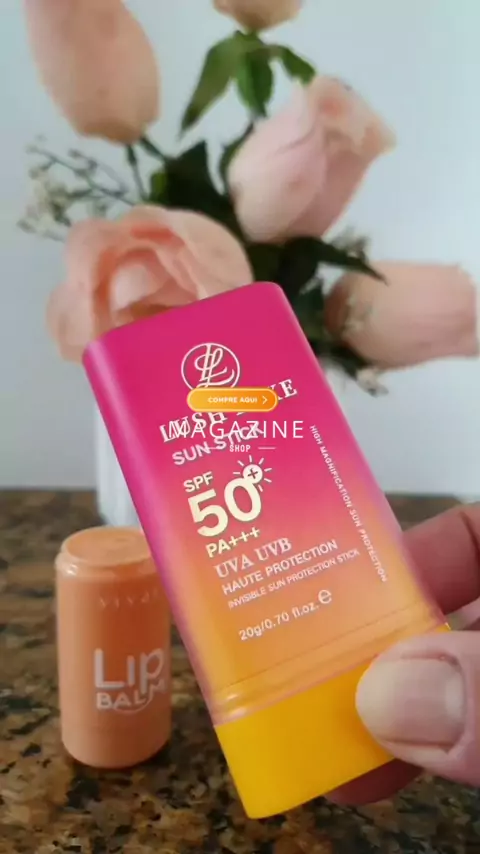 COMPRE AQUI
MAGAZINE
SHOP
SUN STICK
SPF
50+
PA+++
UVA UVB
HAUTE PROTECTION
INVISIBLE SUN PROTECTION STICK
20g/0.70 fl.oz. e
HIGH MAGNIFICATION SUN PROTECTION
Lip
BALM